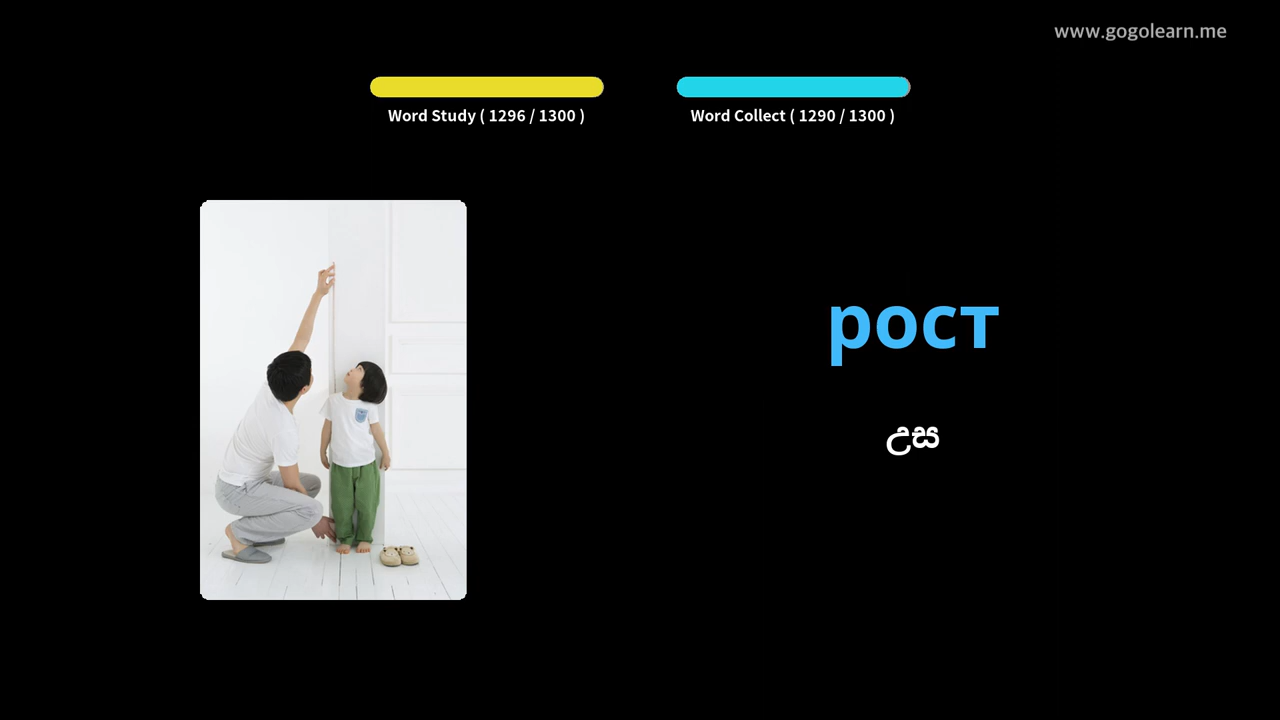 www.gogolearn.me
Word Study ( 1296 / 1300 )
Word Collect ( 1290 / 1300 )
рост
උස